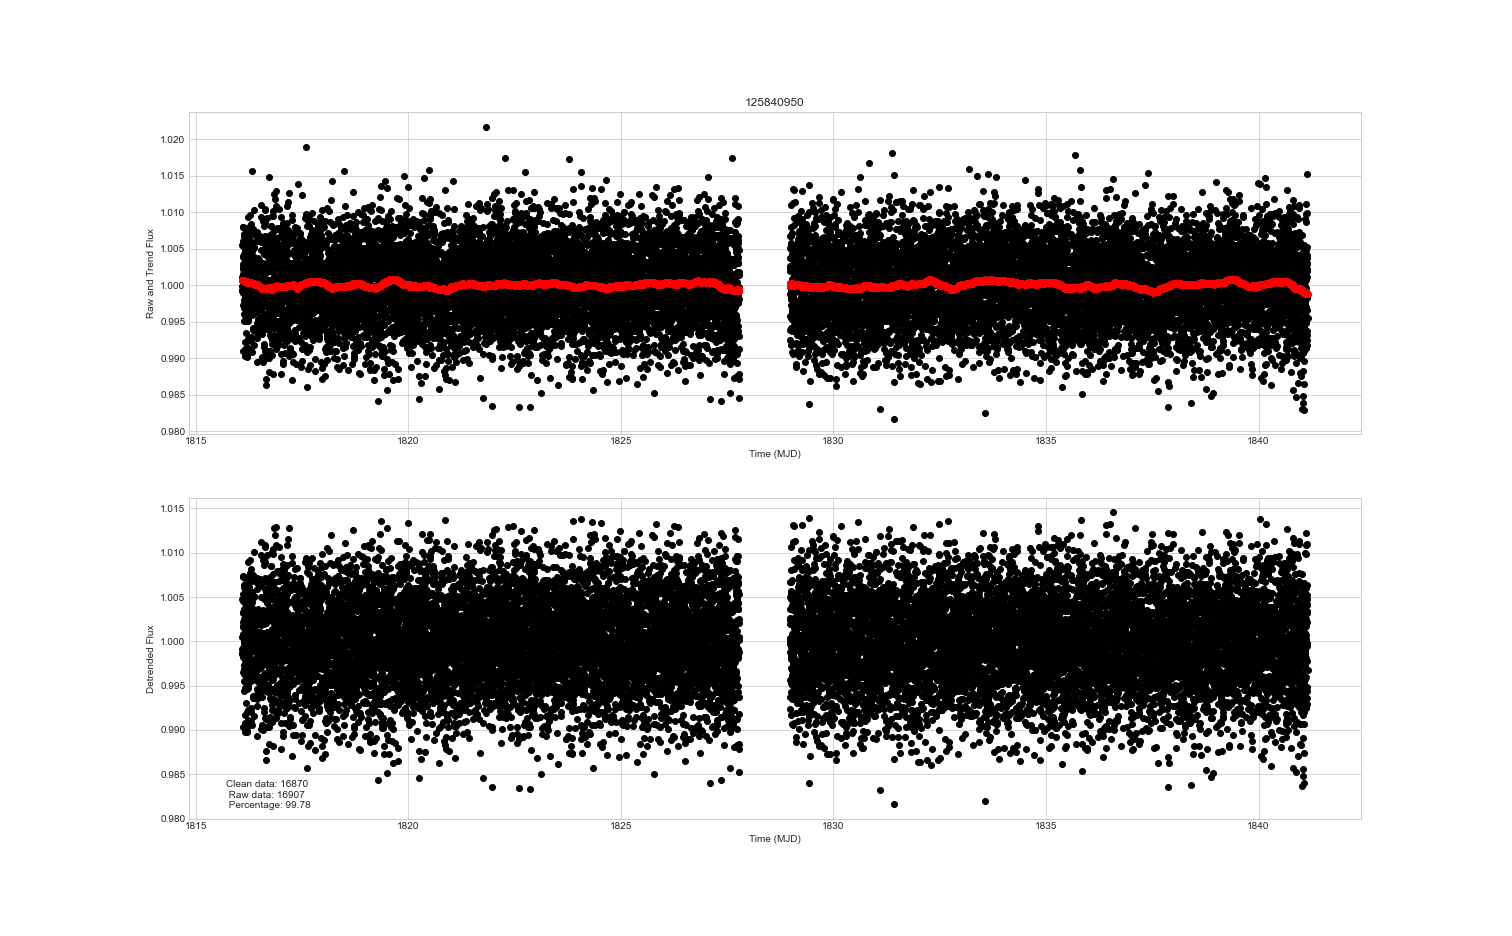 125840950
1.020
1.015
1.010
1.005
1.000
0.995
0.990
0.985
0.980
Raw and Trend Flux
1815 1820 1825 1830 1835 1840
Time (MJD)
1.015
1.010
1.005
1.000
0.995
0.990
0.985
0.980
Detrended Flux
Clean data: 16870
Raw data: 16907
Percentage: 99.78
1815 1820 1825 1830 1835 1840
Time (MJD)